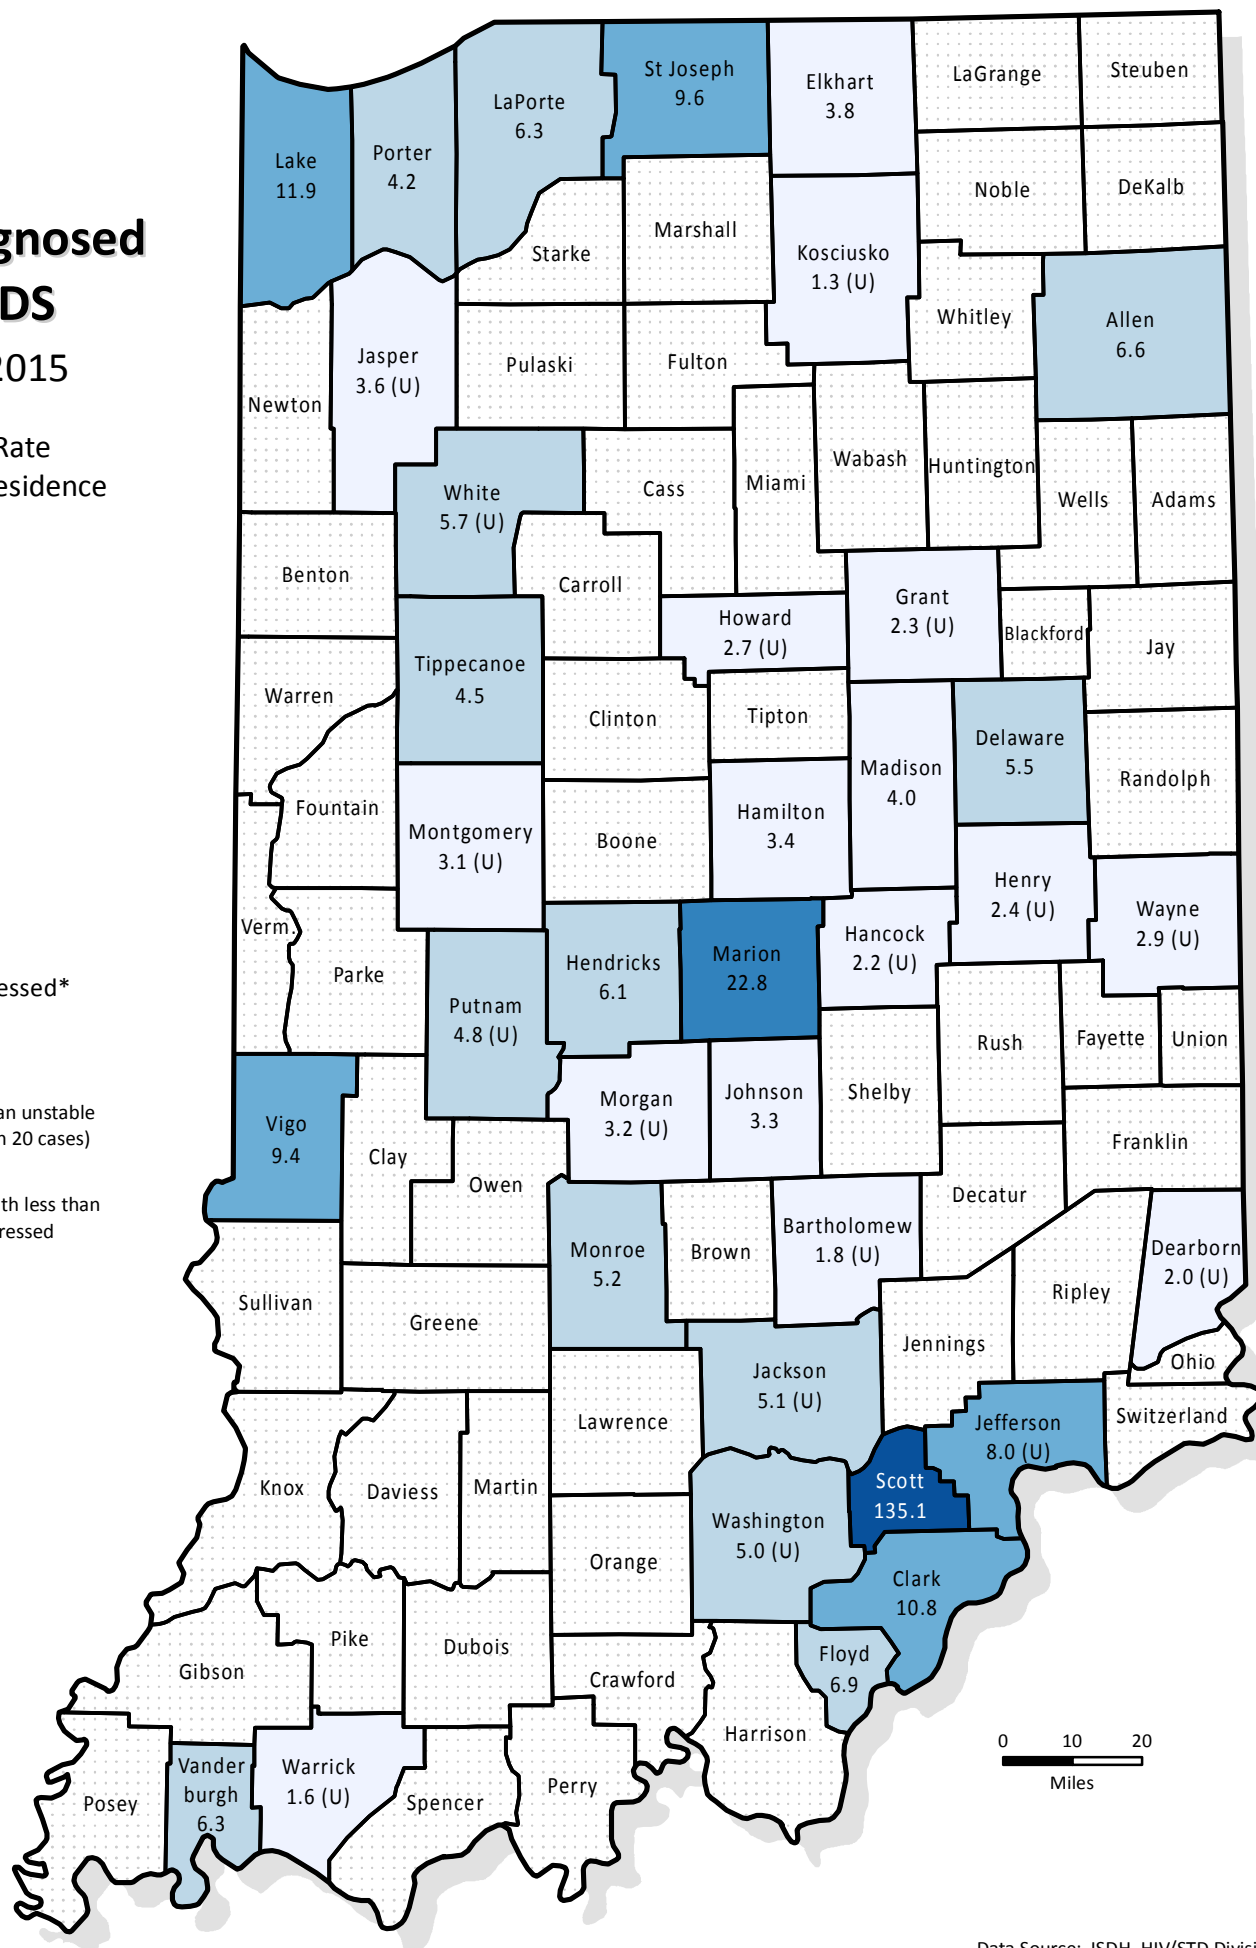 gnosed
DS
2015
Rate
esidence
essed*
an unstable
n 20 cases)
th less than
ressed
Lake
11.9
Porter
4.2
LaPorte
6.3
St Joseph
9.6
Elkhart
3.8
LaGrange
Steuben
Noble
DeKalb
Starke
Marshall
Kosciusko
1.3 (U)
Whitley
Allen
6.6
Newton
Jasper
3.6 (U)
Pulaski
Fulton
White
5.7 (U)
Cass
Miami
Wabash
Huntington
Wells
Adams
Benton
Carroll
Howard
2.7 (U)
Grant
2.3 (U)
Blackford
Jay
Warren
Tippecanoe
4.5
Clinton
Tipton
Madison
4.0
Delaware
5.5
Randolph
Fountain
Montgomery
3.1 (U)
Boone
Hamilton
3.4
Henry
2.4 (U)
Wayne
2.9 (U)
Verm.
Parke
Putnam
4.8 (U)
Hendricks
6.1
Marion
22.8
Hancock
2.2 (U)
Rush
Fayette
Union
Vigo
9.4
Clay
Owen
Morgan
3.2 (U)
Johnson
3.3
Shelby
Franklin
Decatur
Sullivan
Greene
Monroe
5.2
Brown
Bartholomew
1.8 (U)
Jennings
Ripley
Dearborn
2.0 (U)
Ohio
Switzerland
Knox
Daviess
Martin
Lawrence
Jackson
5.1 (U)
Jefferson
8.0 (U)
Scott
135.1
Orange
Washington
5.0 (U)
Clark
10.8
Floyd
6.9
Gibson
Pike
Dubois
Crawford
Harrison
Posey
Vander
burgh
6.3
Warrick
1.6 (U)
Spencer
Perry
0 10 20
Miles
Data Source: ISDH, HIV/STD Divisi